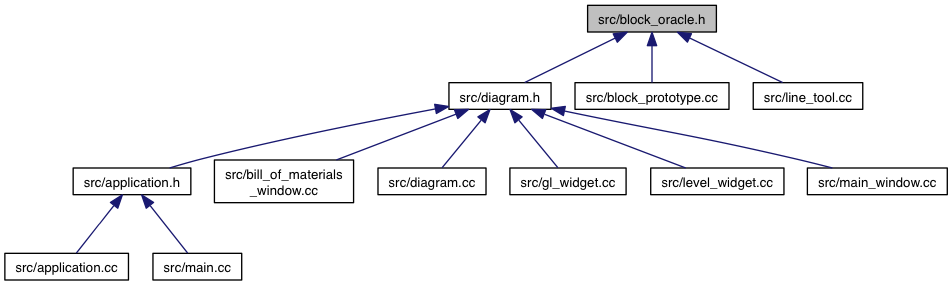 src/block_oracle.h
src/diagram.h
src/block_prototype.cc
src/line_tool.cc
src/application.h
src/bill_of_materials
_window.cc
src/diagram.cc
src/gl_widget.cc
src/level_widget.cc
src/main_window.cc
src/application.cc
src/main.cc